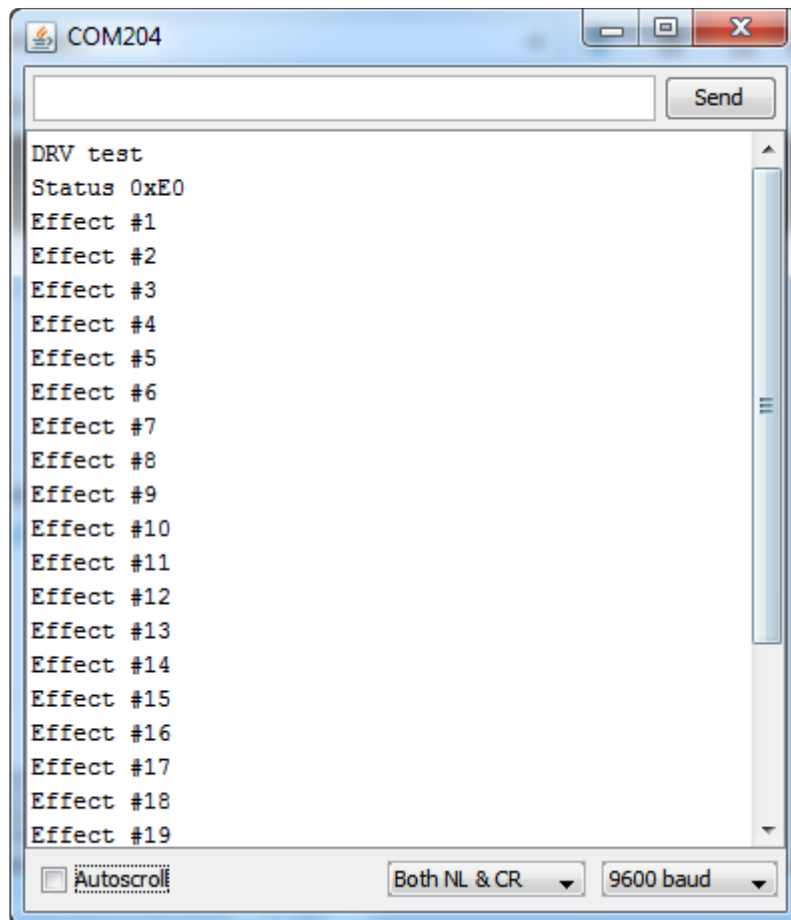 COM204
Send
DRV test
Status 0xE0
Effect #1
Effect #2
Effect #3
Effect #4
Effect #5
Effect #6
Effect #7
Effect #8
Effect #9
Effect #10
Effect #11
Effect #12
Effect #13
Effect #14
Effect #15
Effect #16
Effect #17
Effect #18
Effect #19
Autoscroll Both NL & CR 9600 baud